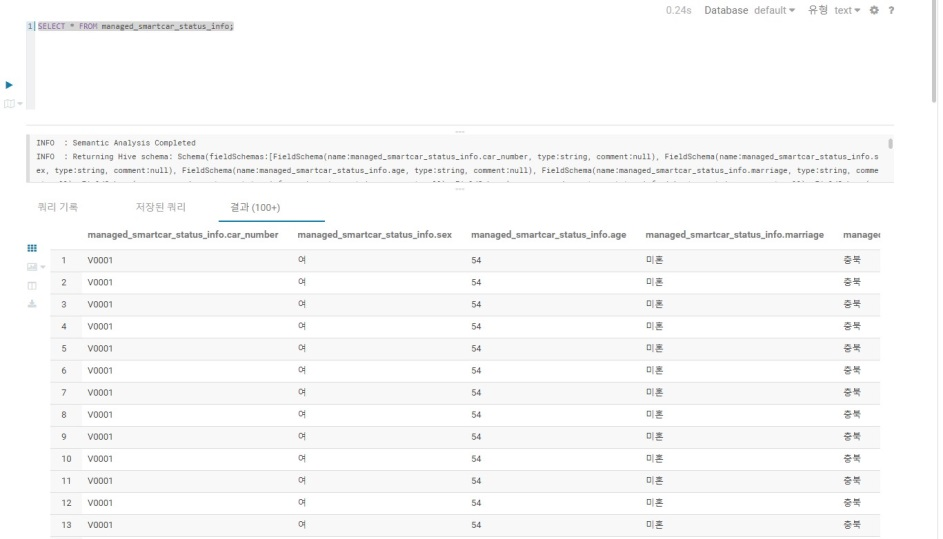 0.24s Database default 유형 text ?
1 SELECT * FROM managed_smartcar_status_info;
INFO : Semantic Analysis Completed
INFO : Returning Hive schema: Schema(fieldSchemas:[FieldSchema(name:managed_smartcar_status_info.car_number, type:string, comment:null), FieldSchema(name:managed_smartcar_status_info.s
ex, type:string, comment:null), FieldSchema(name:managed_smartcar_status_info.age, type:string, comment:null), FieldSchema(name:managed_smartcar_status_info.marriage, type:string, comme
쿼리 기록 저장된 쿼리 결과 (100+)
managed_smartcar_status_info.car_number managed_smartcar_status_info.sex managed_smartcar_status_info.age managed_smartcar_status_info.marriage managed
1 V0001 여 54 미혼 충북
2 V0001 여 54 미혼 충북
3 V0001 여 54 미혼 충북
4 V0001 여 54 미혼 충북
5 V0001 여 54 미혼 충북
6 V0001 여 54 미혼 충북
7 V0001 여 54 미혼 충북
8 V0001 여 54 미혼 충북
9 V0001 여 54 미혼 충북
10 V0001 여 54 미혼 충북
11 V0001 여 54 미혼 충북
12 V0001 여 54 미혼 충북
13 V0001 여 54 미혼 충북